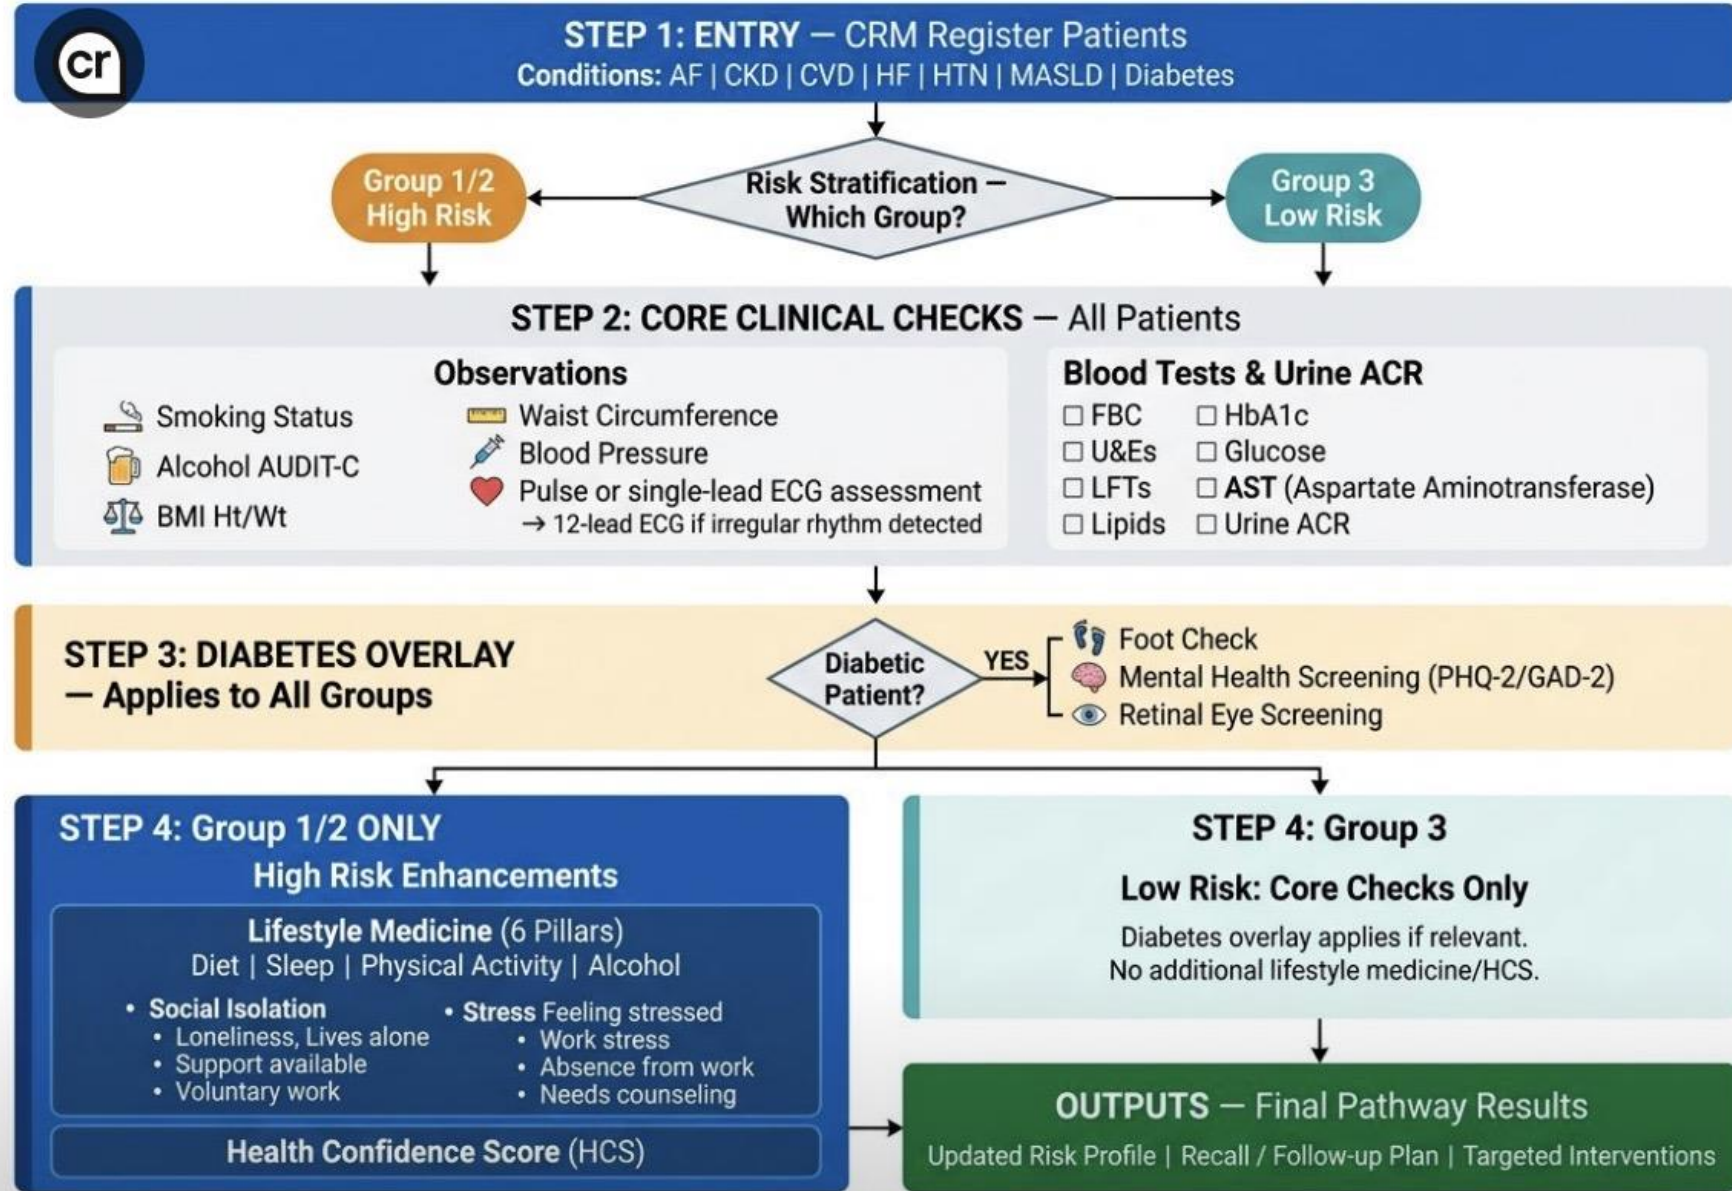 cr
STEP 1: ENTRY — CRM Register Patients
Conditions: AF | CKD | CVD | HF | HTN | MASLD | Diabetes
Risk Stratification —
Which Group?
Group 1/2
High Risk
Group 3
Low Risk
STEP 2: CORE CLINICAL CHECKS — All Patients
Observations
Smoking Status
Alcohol AUDIT-C
BMI Ht/Wt
Waist Circumference
Blood Pressure
Pulse or single-lead ECG assessment
→ 12-lead ECG if irregular rhythm detected
Blood Tests & Urine ACR
☐ FBC
☐ U&Es
☐ LFTs
☐ Lipids
☐ HbA1c
☐ Glucose
☐ AST (Aspartate Aminotransferase)
☐ Urine ACR
STEP 3: DIABETES OVERLAY
— Applies to All Groups
Diabetic
Patient?
YES
Foot Check
Mental Health Screening (PHQ-2/GAD-2)
Retinal Eye Screening
STEP 4: Group 1/2 ONLY
High Risk Enhancements
Lifestyle Medicine (6 Pillars)
Diet | Sleep | Physical Activity | Alcohol
• Social Isolation
• Loneliness, Lives alone
• Support available
• Voluntary work
• Stress Feeling stressed
• Work stress
• Absence from work
• Needs counseling
Health Confidence Score (HCS)
STEP 4: Group 3
Low Risk: Core Checks Only
Diabetes overlay applies if relevant.
No additional lifestyle medicine/HCS.
OUTPUTS — Final Pathway Results
Updated Risk Profile | Recall / Follow-up Plan | Targeted Interventions